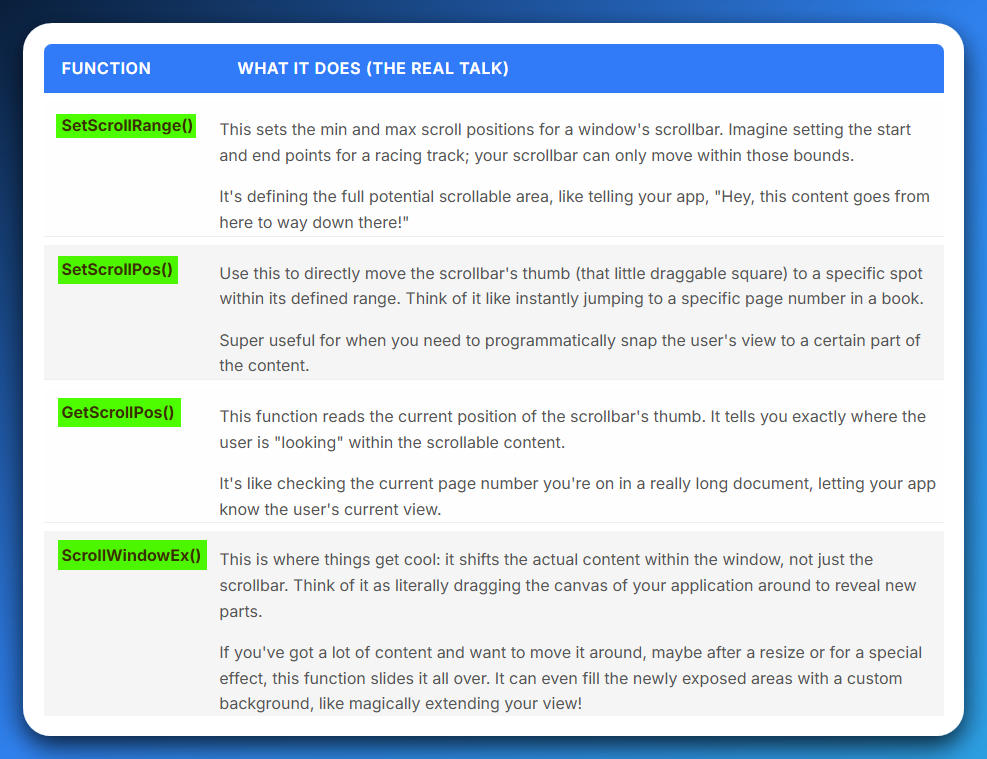 FUNCTION WHAT IT DOES (THE REAL TALK)
SetScrollRange()
This sets the min and max scroll positions for a window's scrollbar. Imagine setting the start
and end points for a racing track; your scrollbar can only move within those bounds.
It's defining the full potential scrollable area, like telling your app, "Hey, this content goes from
here to way down there!"
SetScrollPos()
Use this to directly move the scrollbar's thumb (that little draggable square) to a specific spot
within its defined range. Think of it like instantly jumping to a specific page number in a book.
Super useful for when you need to programmatically snap the user's view to a certain part of
the content.
GetScrollPos()
This function reads the current position of the scrollbar's thumb. It tells you exactly where the
user is "looking" within the scrollable content.
It's like checking the current page number you're on in a really long document, letting your app
know the user's current view.
ScrollWindowEx()
This is where things get cool: it shifts the actual content within the window, not just the
scrollbar. Think of it as literally dragging the canvas of your application around to reveal new
parts.
If you've got a lot of content and want to move it around, maybe after a resize or for a special
effect, this function slides it all over. It can even fill the newly exposed areas with a custom
background, like magically extending your view!